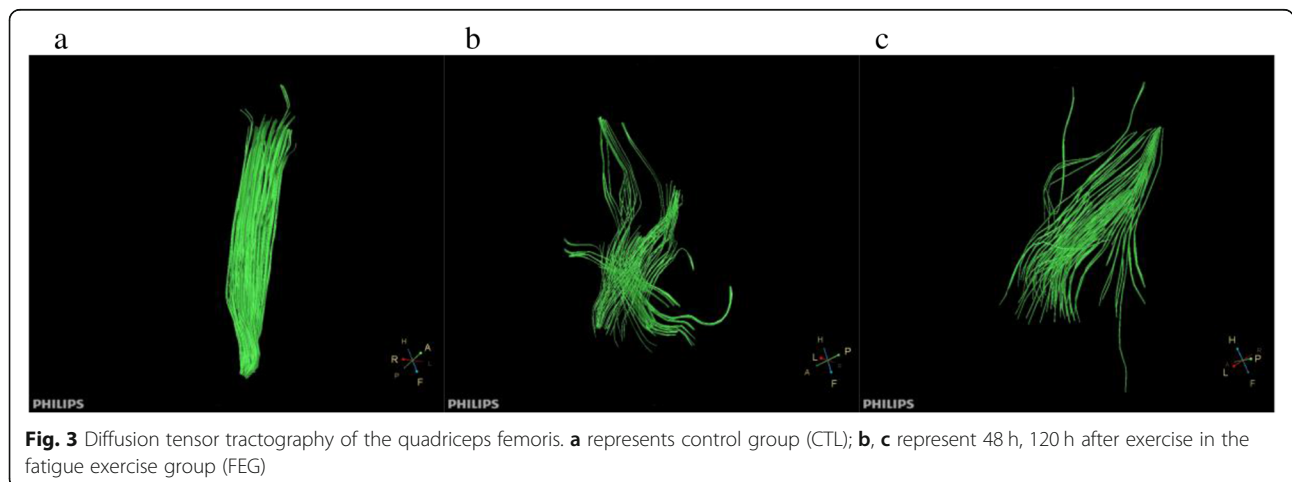 a
b
c
H
A
R
L
P
F
PHILIPS
H
P
L
A
F
PHILIPS
H
P
L
F
PHILIPS
Fig. 3 Diffusion tensor tractography of the quadriceps femoris. a represents control group (CTL); b, c represent 48 h, 120 h after exercise in the
fatigue exercise group (FEG)